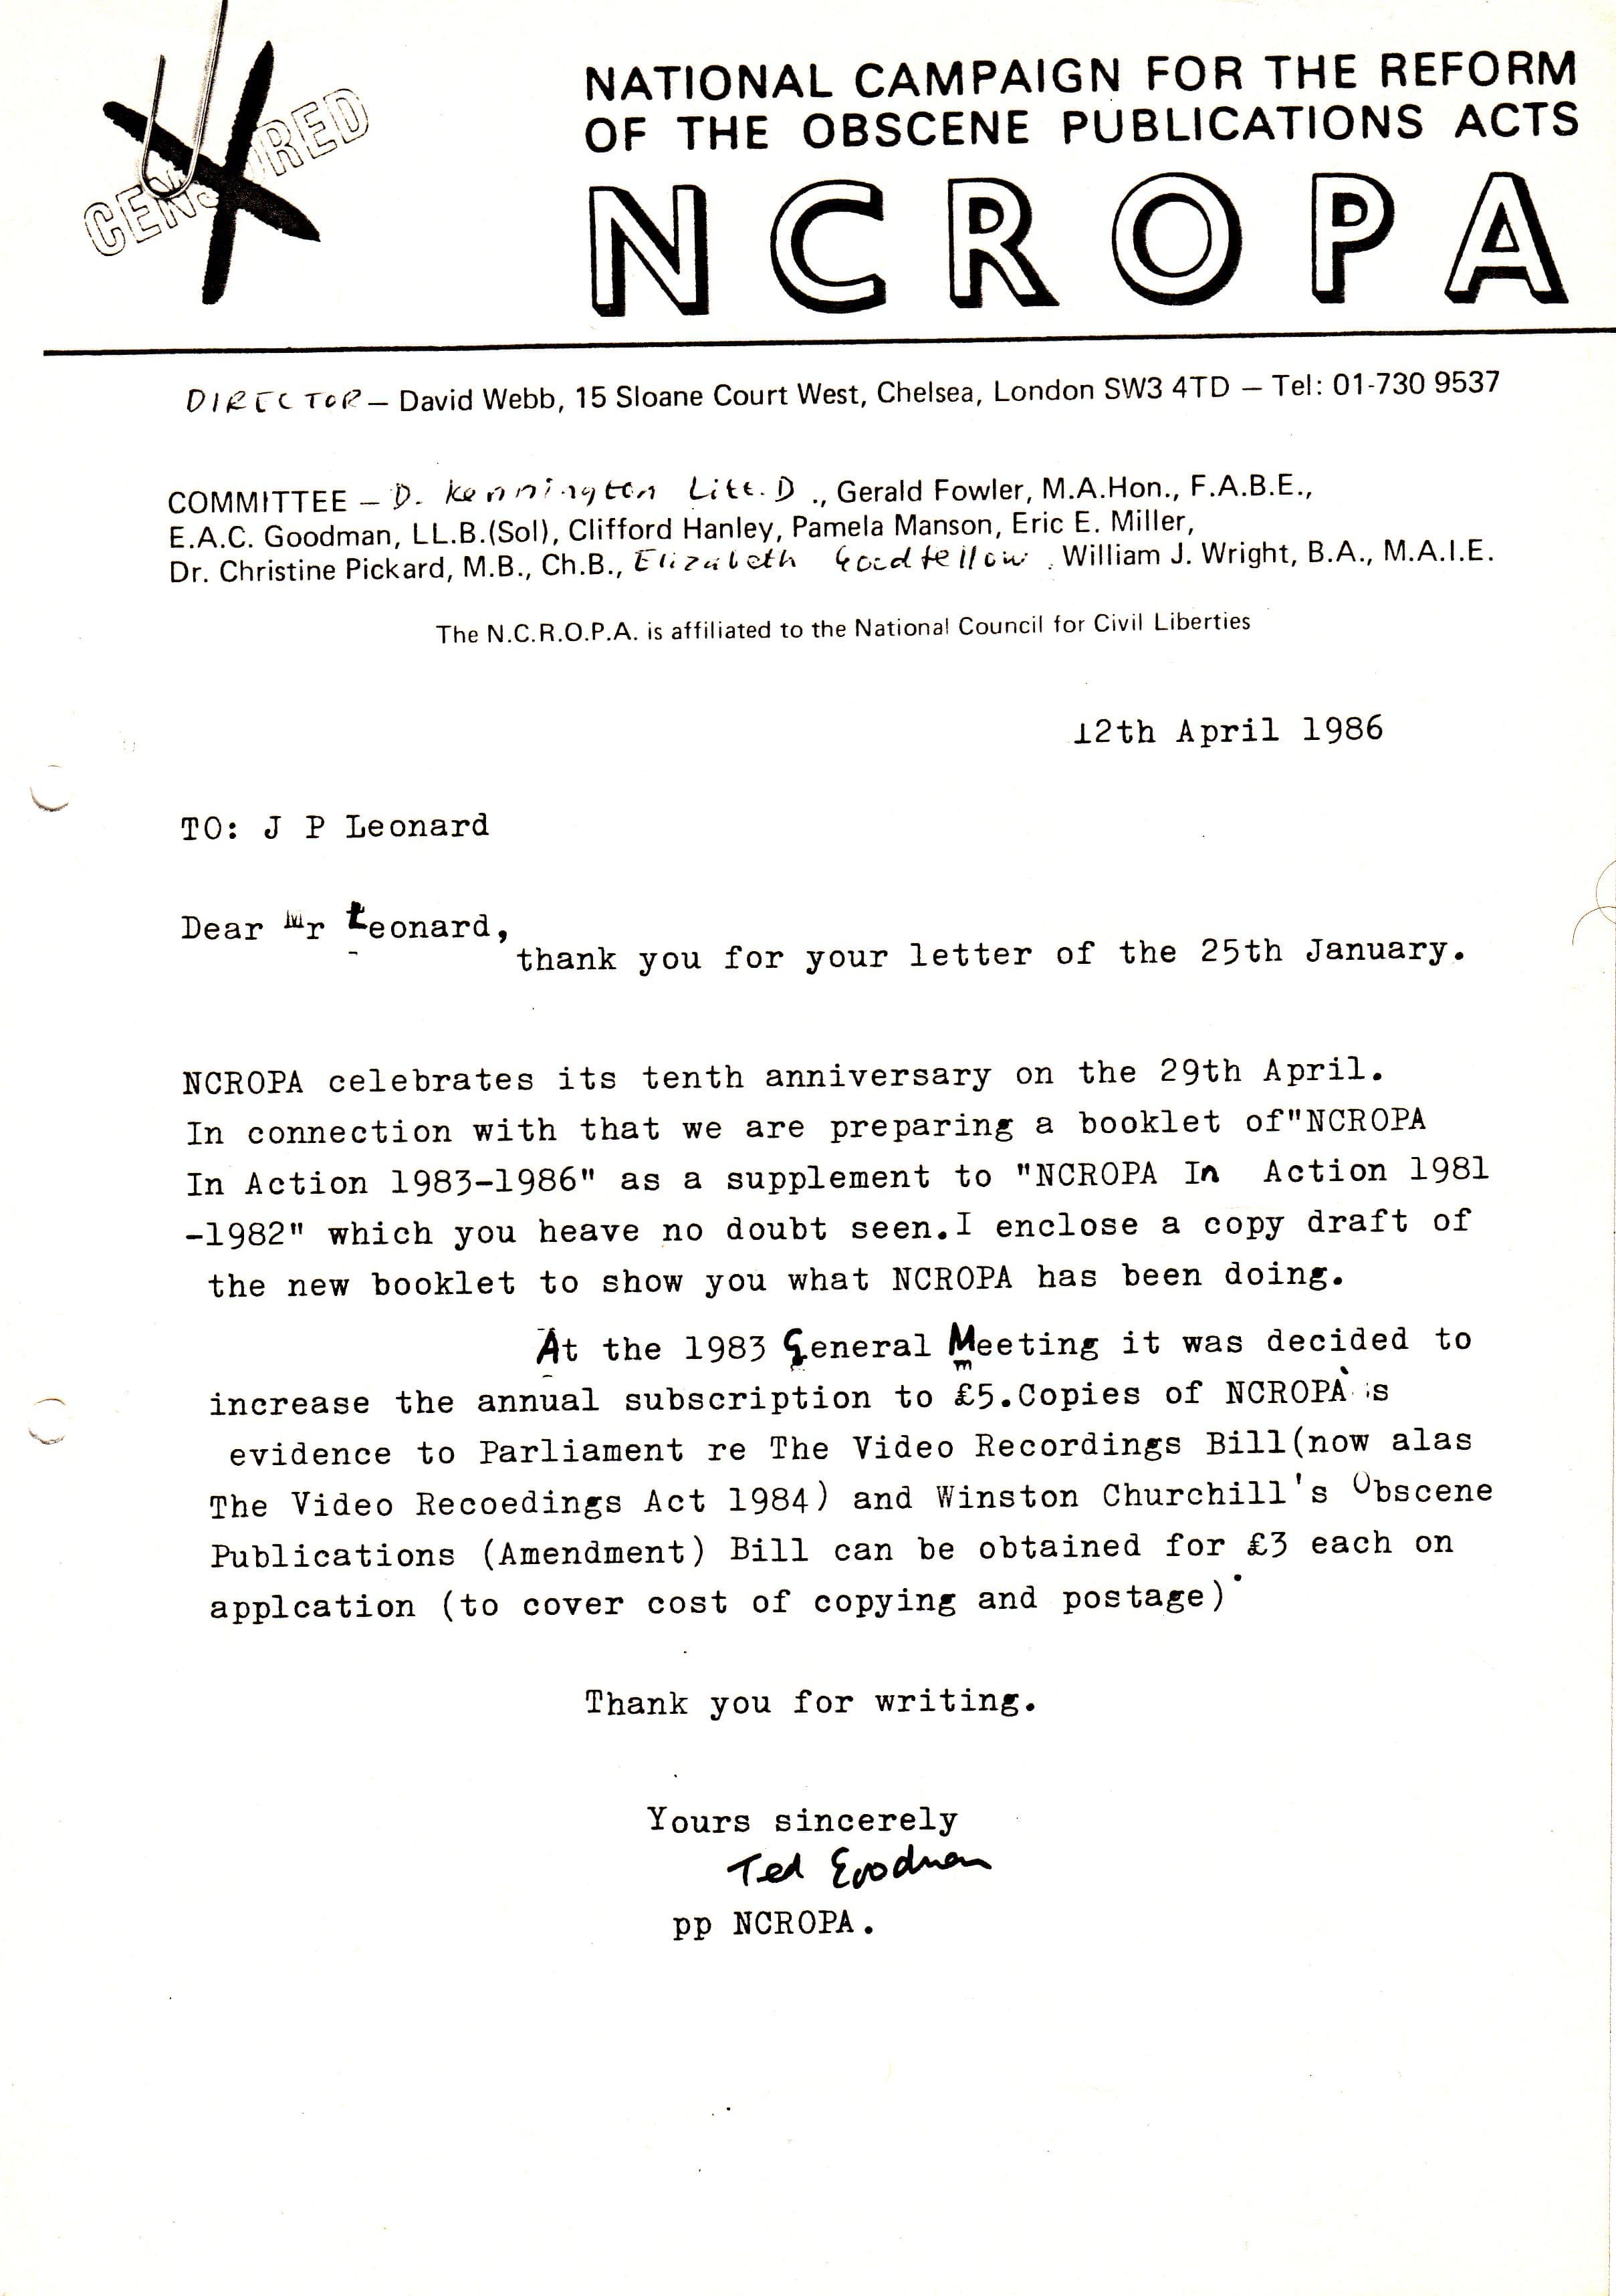 CENSORED
NATIONAL CAMPAIGN FOR THE REFORM
OF THE OBSCENE PUBLICATIONS ACTS
NCROPA
DIRECTOR – David Webb, 15 Sloane Court West, Chelsea, London SW3 4TD – Tel: 01-730 9537
COMMITTEE – D. Kennington Litt. D., Gerald Fowler, M.A.Hon., F.A.B.E.,
E.A.C. Goodman, LL.B.(Sol), Clifford Hanley, Pamela Manson, Eric E. Miller,
Dr. Christine Pickard, M.B., Ch.B., Elizabeth Goodfellow, William J. Wright, B.A., M.A.I.E.
The N.C.R.O.P.A. is affiliated to the National Council for Civil Liberties
12th April 1986
TO: J P Leonard
Dear Mr Leonard,
thank you for your letter of the 25th January.
NCROPA celebrates its tenth anniversary on the 29th April.
In connection with that we are preparing a booklet of"NCROPA
In Action 1983-1986" as a supplement to "NCROPA In Action 1981
-1982" which you heave no doubt seen.I enclose a copy draft of
the new booklet to show you what NCROPA has been doing.
At the 1983 General Meeting it was decided to
increase the annual subscription to £5.Copies of NCROPA's
evidence to Parliament re The Video Recordings Bill(now alas
The Video Recoedings Act 1984) and Winston Churchill's Obscene
Publications (Amendment) Bill can be obtained for £3 each on
applcation (to cover cost of copying and postage).
Thank you for writing.
Yours sincerely
Ted Goodman
pp NCROPA.